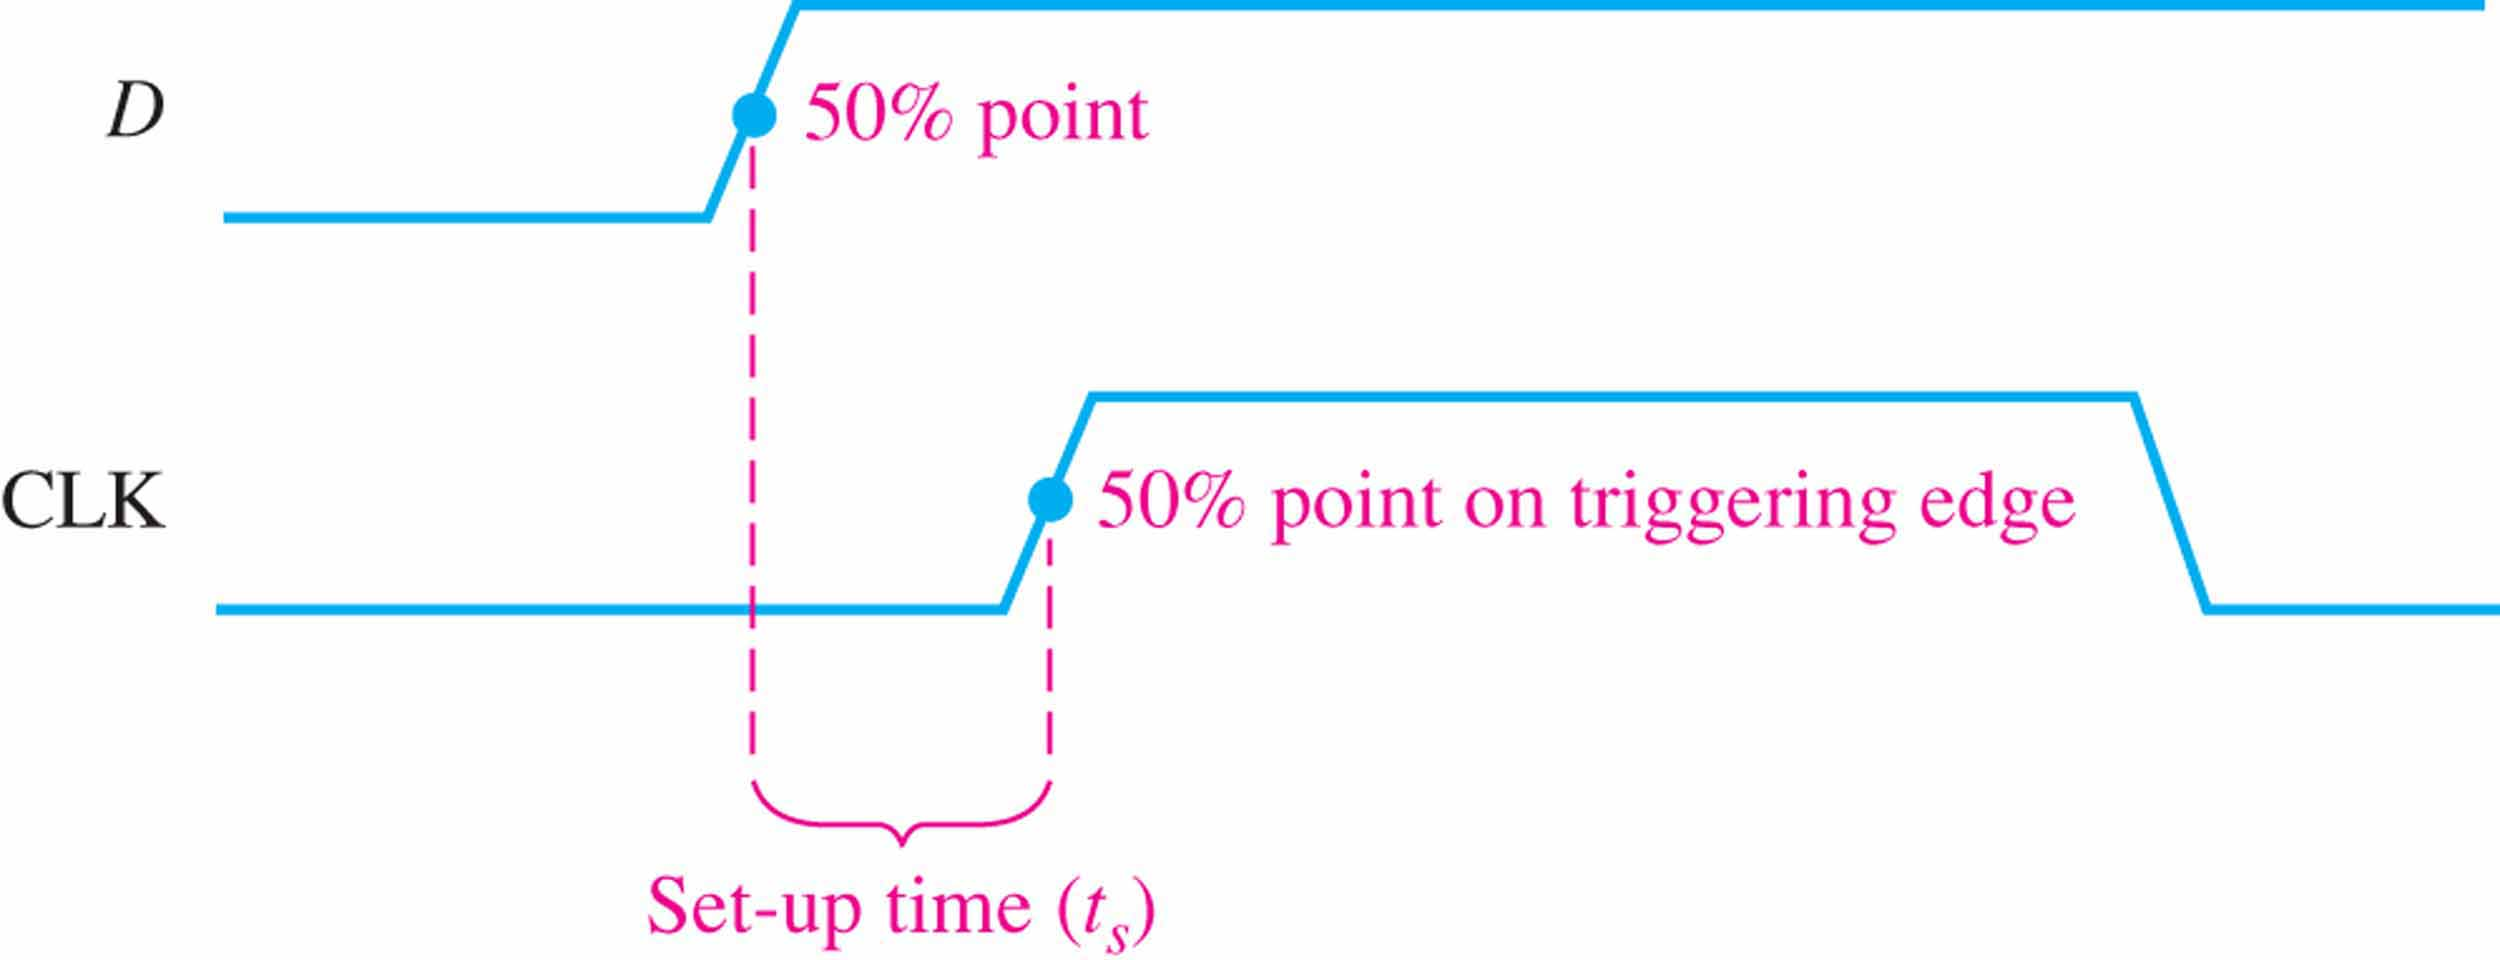 D
50% point
CLK
50% point on triggering edge
Set-up time (tₛ)